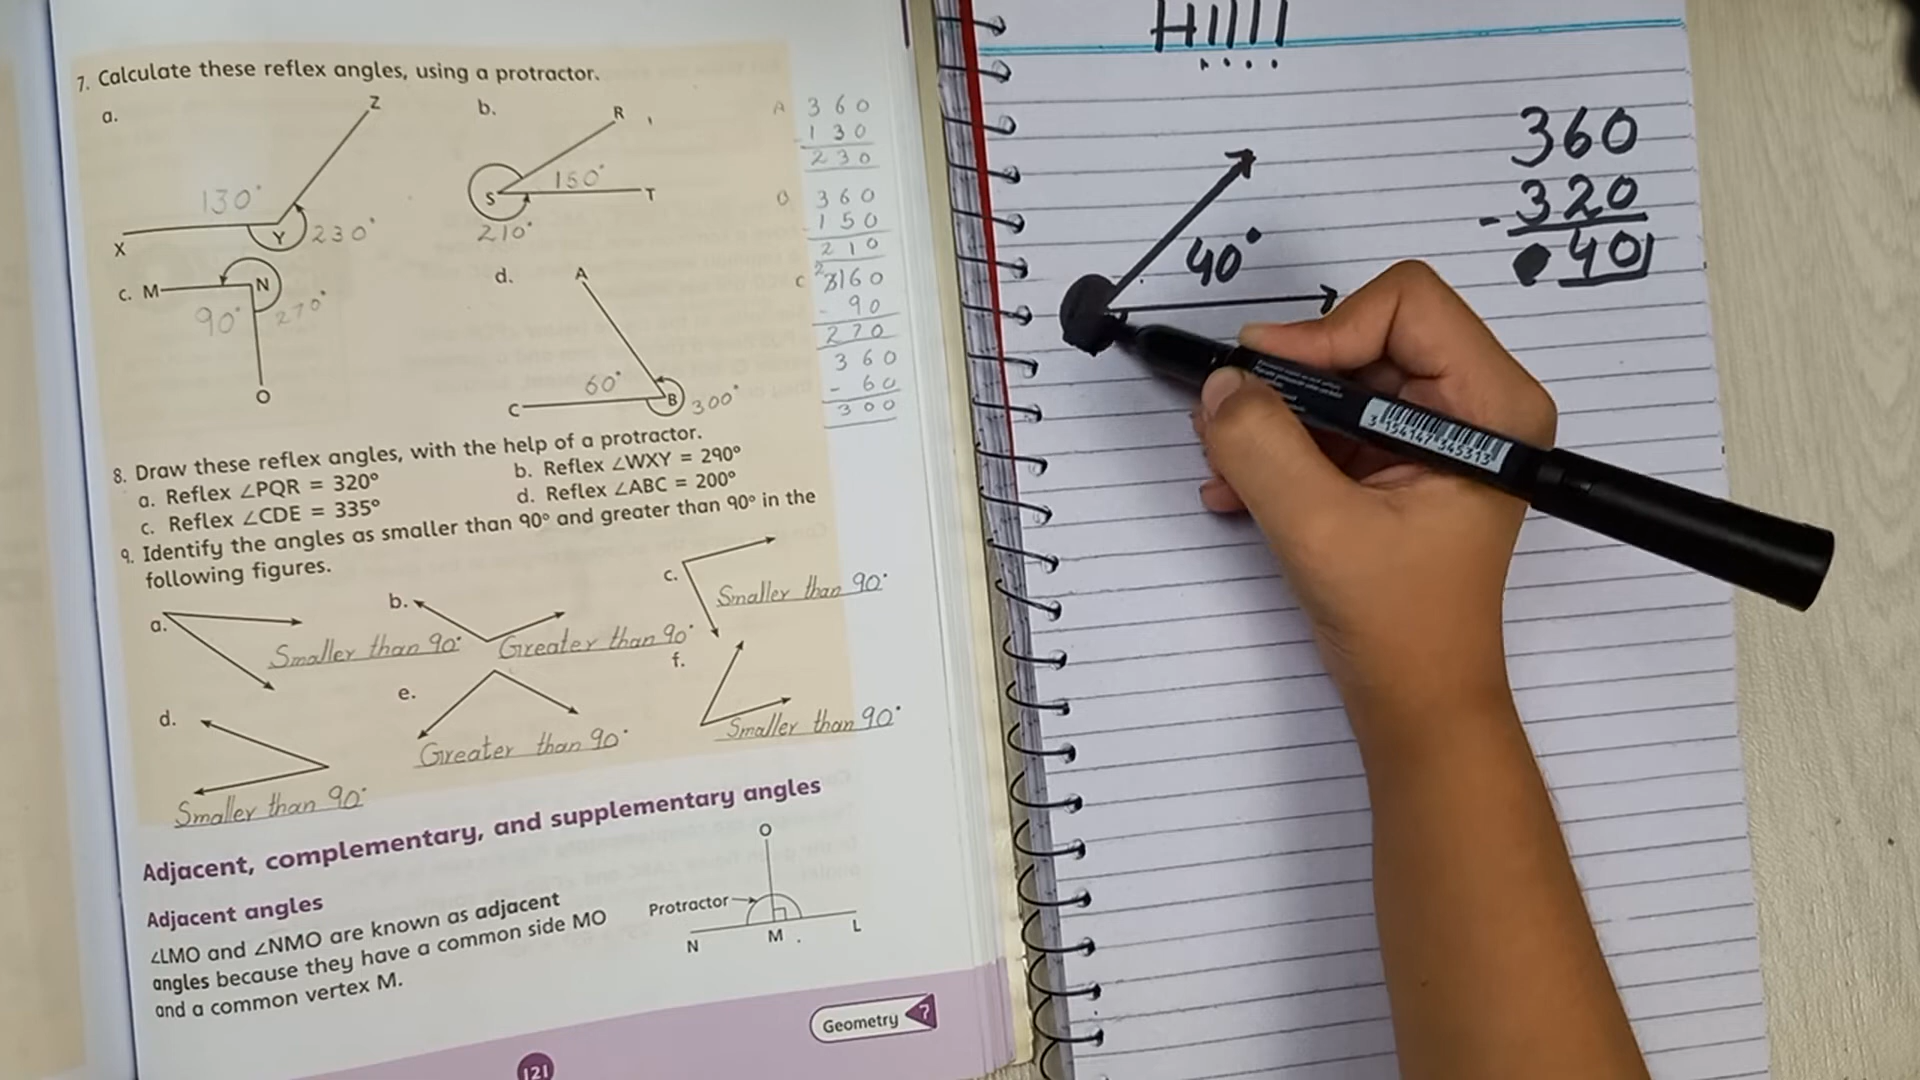 7. Calculate these reflex angles, using a protractor.
a.
Z
130°
X
Y
230°
b.
R
S
150°
T
210°
c. M
N
90°
270°
O
d.
A
60°
C
B
300°
A 360
- 130
230
360
- 150
210
C 3160
2
- 90
270
360
- 60
300
8. Draw these reflex angles, with the help of a protractor.
a. Reflex ∠PQR = 320°
b. Reflex ∠WXY = 290°
c. Reflex ∠CDE = 335°
d. Reflex ∠ABC = 200°
9. Identify the angles as smaller than 90° and greater than 90° in the
following figures.
a.
Smaller than 90°
b.
Greater than 90°
c.
Smaller than 90°
d.
Smaller than 90°
e.
Greater than 90°
f.
Smaller than 90°
Adjacent, complementary, and supplementary angles
Adjacent angles
∠LMO and ∠NMO are known as adjacent
angles because they have a common side MO
and a common vertex M.
O
Protractor
N
M
L
Geometry 7
121
360
- 320
40
40°
3 154147 345313